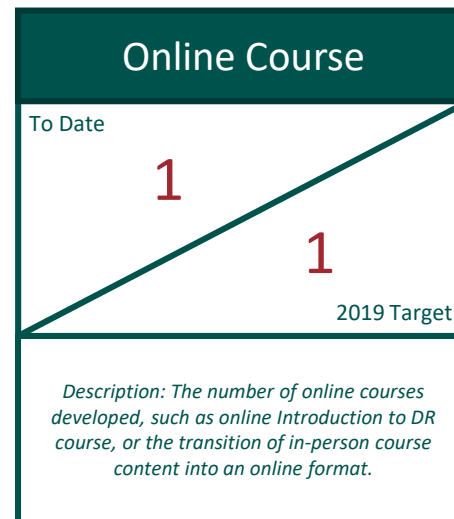 Online Course
To Date
1
1
2019 Target
Description: The number of online courses
developed, such as online Introduction to DR
course, or the transition of in-person course
content into an online format.